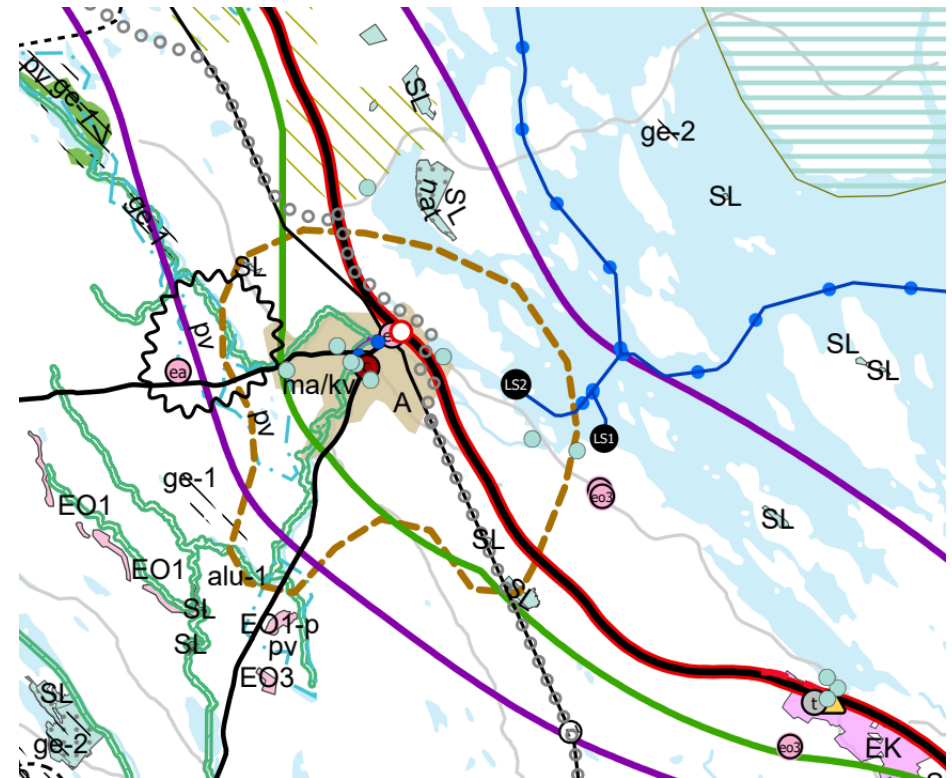 pv
ge-1
SL
ge-2
SL
SL
nat
ge-1
SL
pv
SL
SL
ea
ma/kv
A
LS2
LS1
pv
ge-1
eo3
EO1
SL
SL
EO1
alu-1
SL
SL
EO1-p
SL
pv
EO3
SL
t
ge-2
eo3
EK